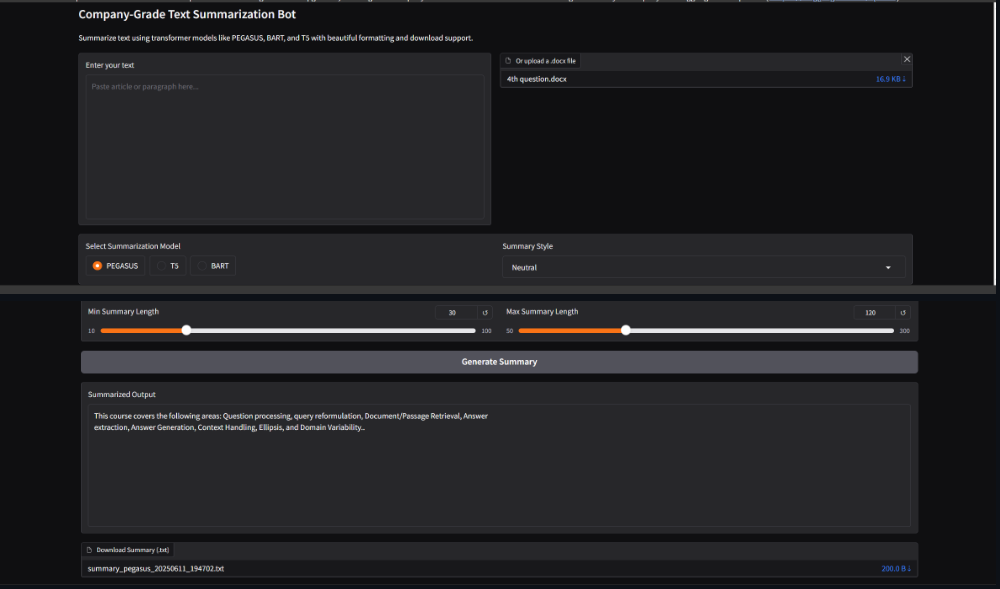 Company-Grade Text Summarization Bot
Summarize text using transformer models like PEGASUS, BART, and T5 with beautiful formatting and download support.
Enter your text
Paste article or paragraph here...
Or upload a .docx file
4th question.docx
16.9 KB ↓
Select Summarization Model
PEGASUS
T5
BART
Summary Style
Neutral
Min Summary Length
30
10
100
Max Summary Length
120
50
300
Generate Summary
Summarized Output
This course covers the following areas: Question processing, query reformulation, Document/Passage Retrieval, Answer
extraction, Answer Generation, Context Handling, Ellipsis, and Domain Variability..
Download Summary (.txt)
summary_pegasus_20250611_194702.txt
200.0 B ↓